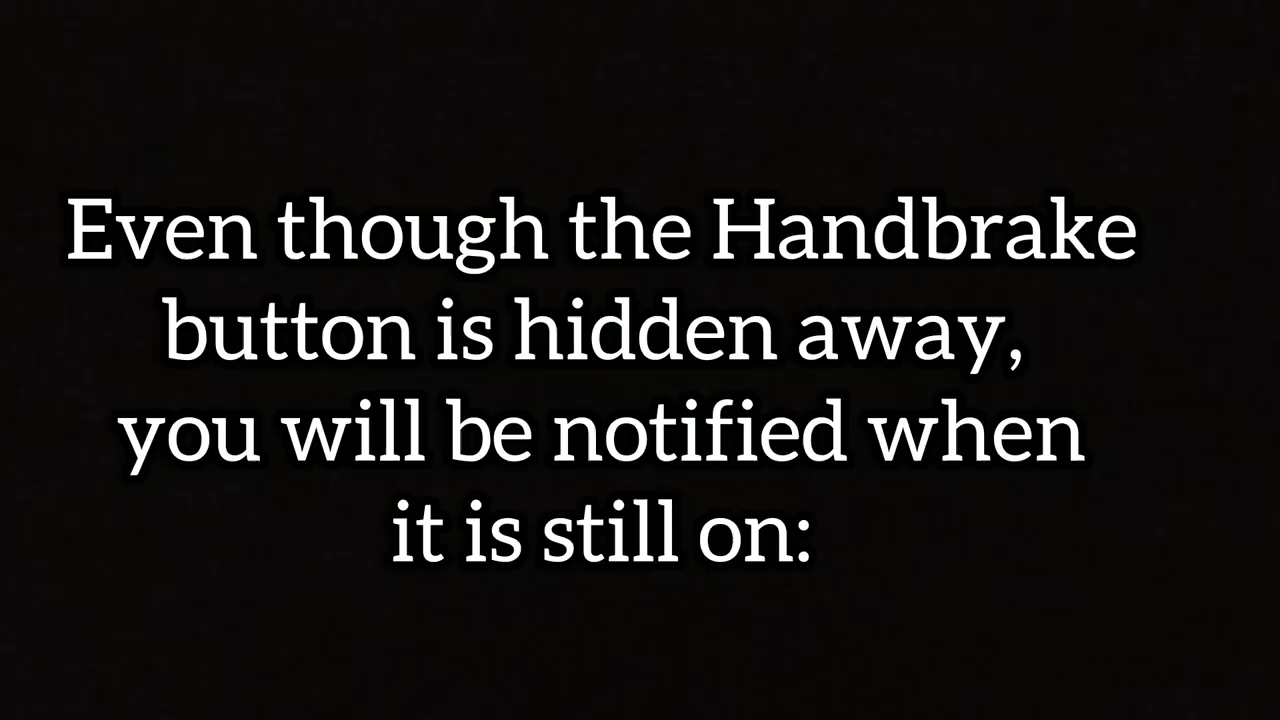 Even though the Handbrake
button is hidden away,
you will be notified when
it is still on: